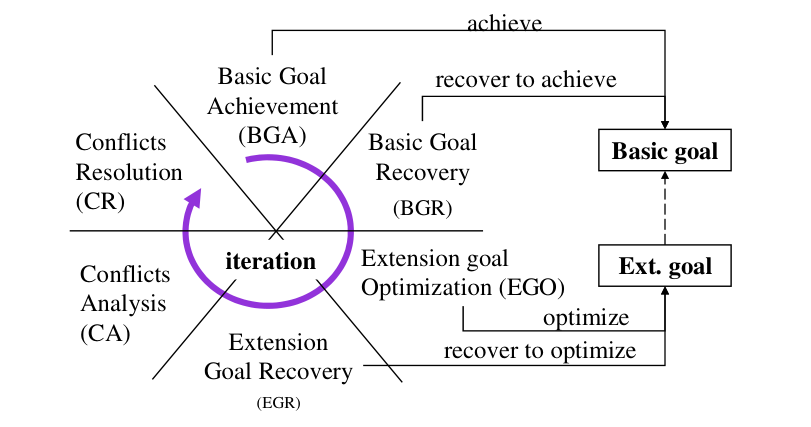 achieve
Basic Goal
Achievement
(BGA)
recover to achieve
Conflicts
Resolution
(CR)
Basic Goal
Recovery
(BGR)
Basic goal
iteration
Extension goal
Optimization (EGO)
Ext. goal
Conflicts
Analysis
(CA)
optimize
Extension
Goal Recovery
(EGR)
recover to optimize